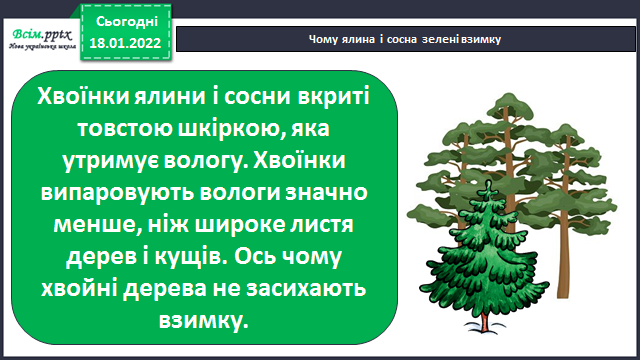 Всім.pptx
Нова українська школа
Сьогодні
18.01.2022
Чому ялина і сосна зелені взимку
Хвоїнки ялини і сосни вкриті
товстою шкіркою, яка
утримує вологу. Хвоїнки
випаровують вологи значно
менше, ніж широке листя
дерев і кущів. Ось чому
хвойні дерева не засихають
взимку.